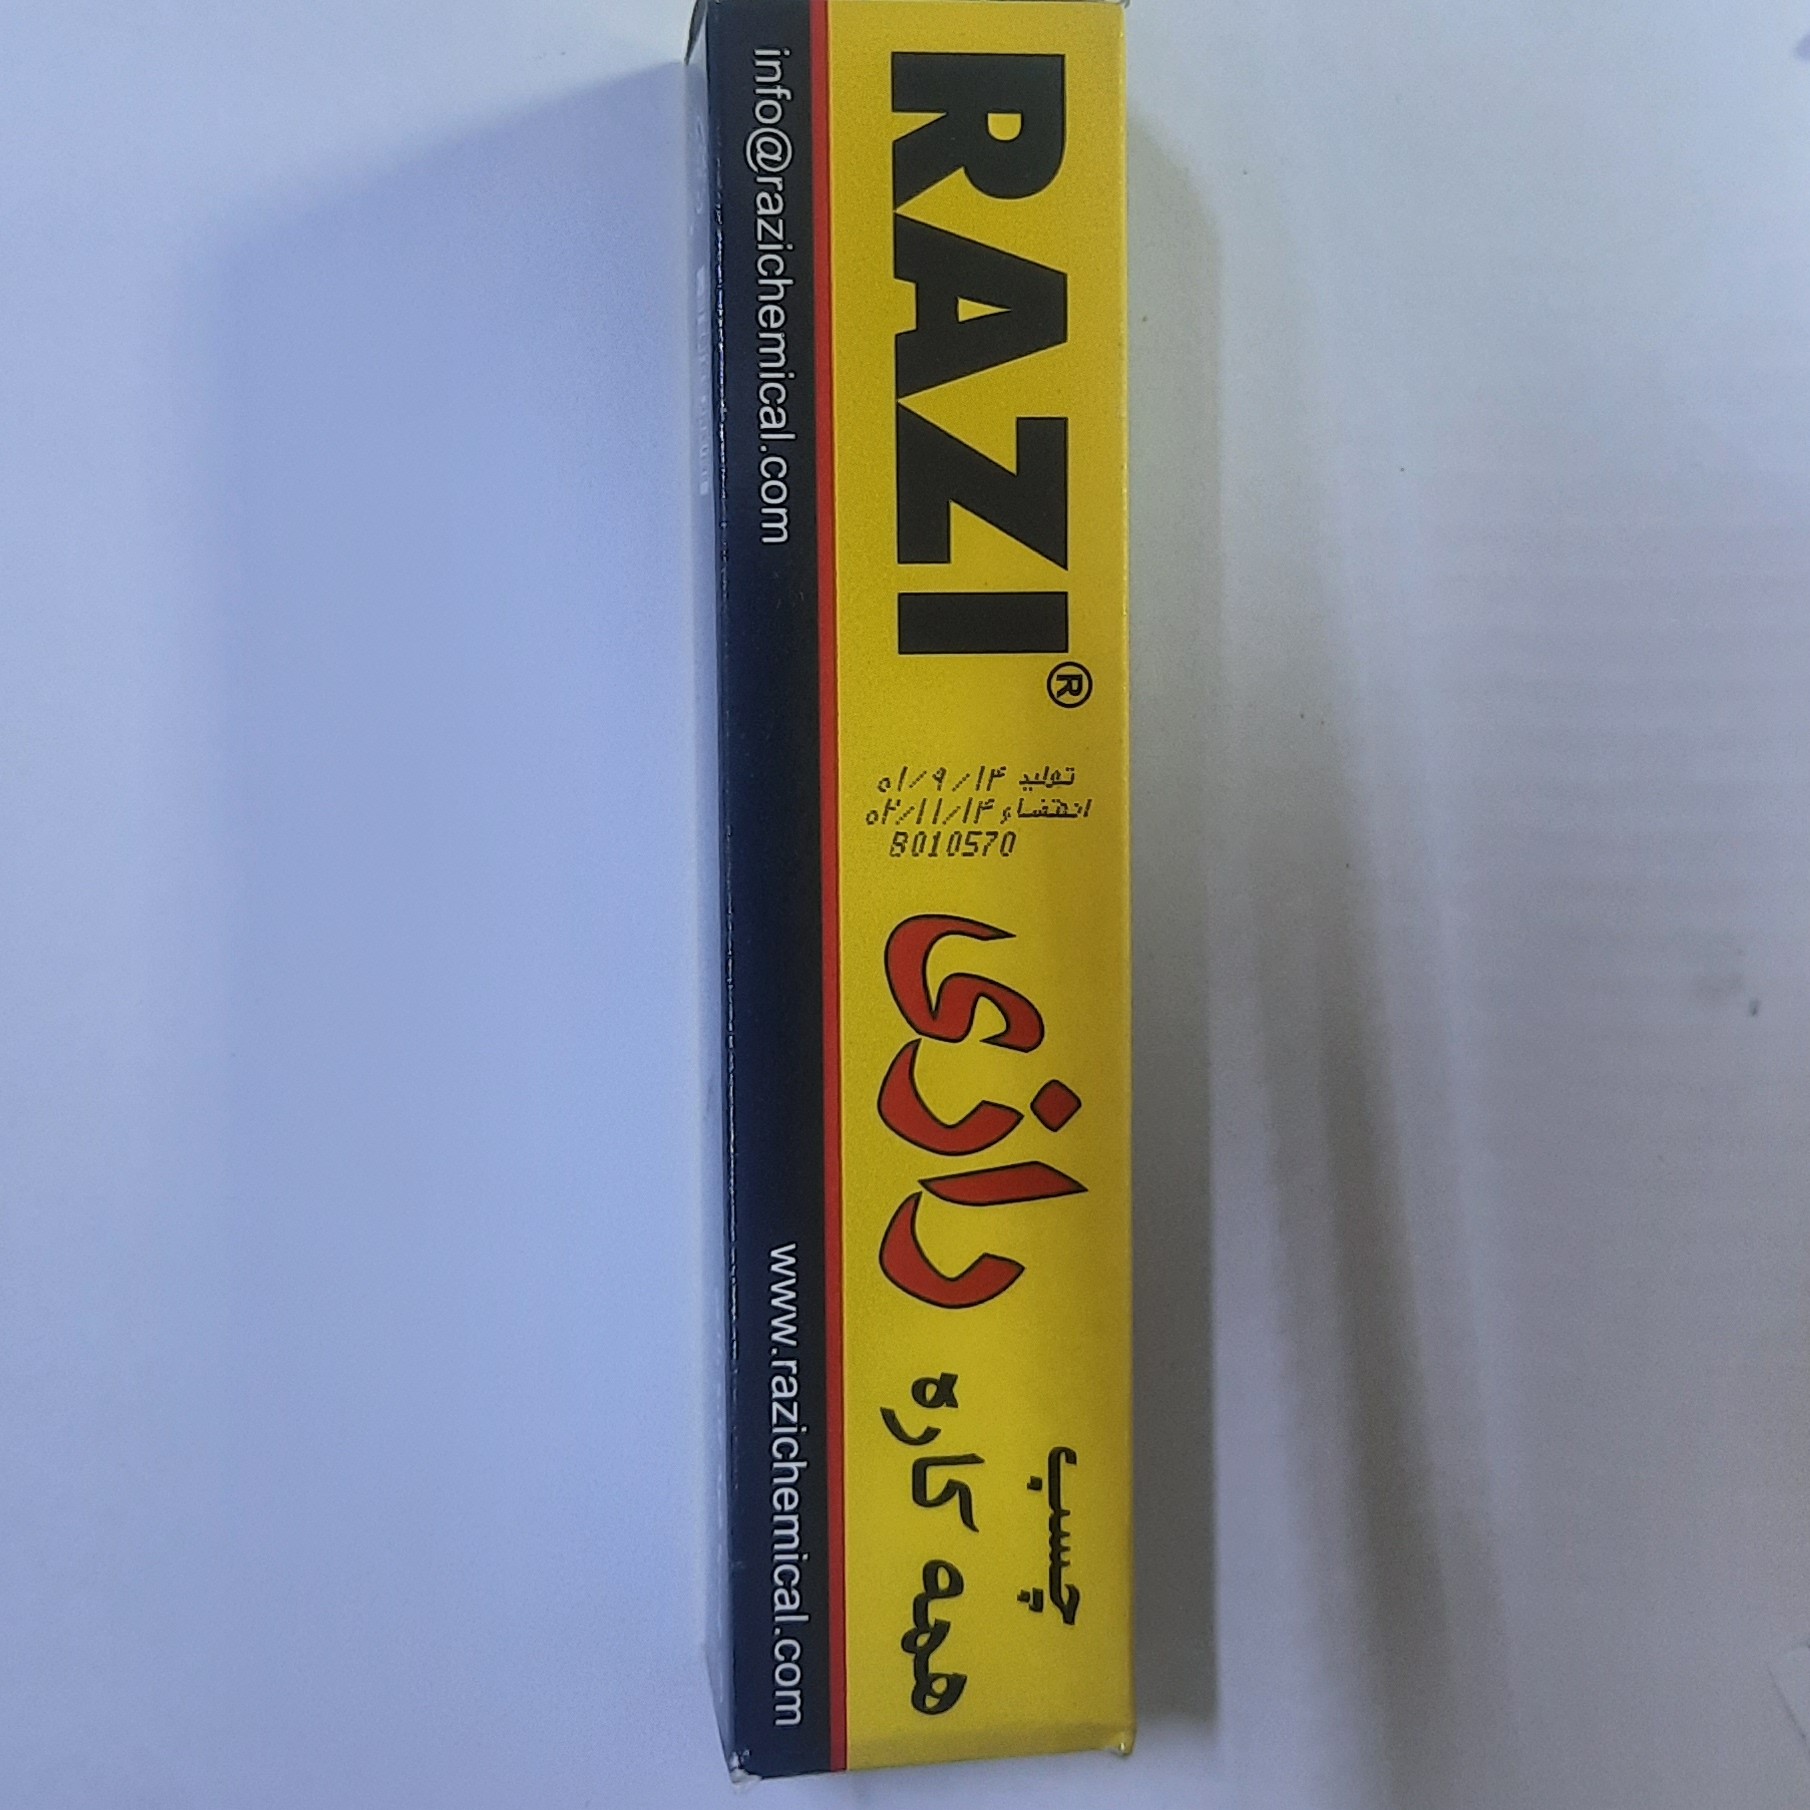 RAZI®
تولید ۰۱/۹/۱۴
انقضاء ۰۲/۱۱/۱۴
B010570
رازی
چسب
همه کاره
info@razichemical.com
www.razichemical.com